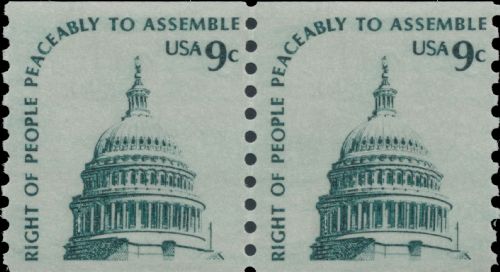 RIGHT OF PEOPLE PEACEABLY TO ASSEMBLE
USA 9c
RIGHT OF PEOPLE PEACEABLY TO ASSEMBLE
USA 9c